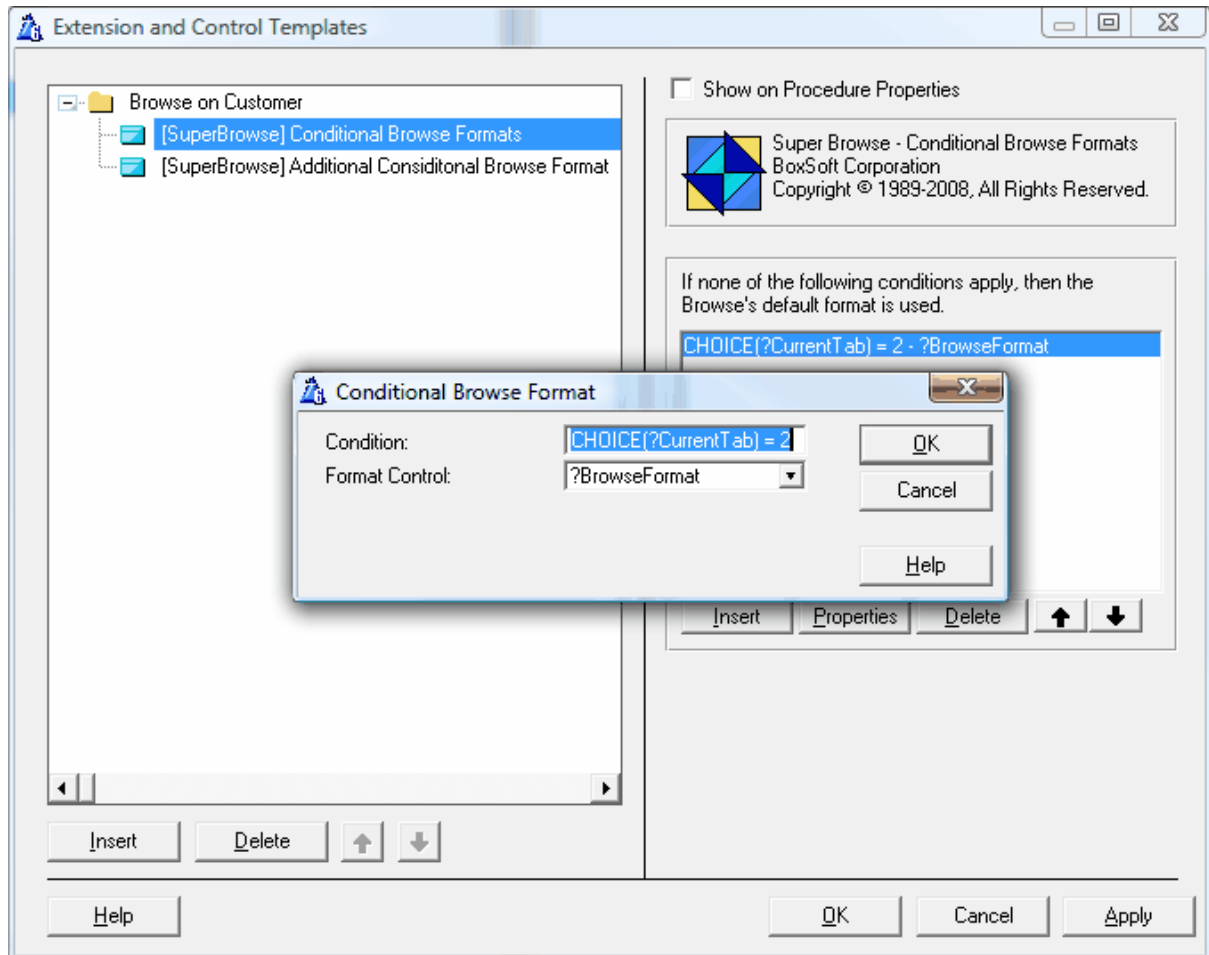 Extension and Control Templates
Browse on Customer
[SuperBrowse] Conditional Browse Formats
[SuperBrowse] Additional Considitonal Browse Format
Show on Procedure Properties
Super Browse - Conditional Browse Formats
BoxSoft Corporation
Copyright © 1989-2008, All Rights Reserved.
If none of the following conditions apply, then the
Browse's default format is used.
CHOICE(?CurrentTab) = 2 - ?BrowseFormat
Conditional Browse Format
Condition:
CHOICE(?CurrentTab) = 2
Format Control:
?BrowseFormat
OK
Cancel
Help
Insert
Properties
Delete
Insert
Delete
Help
OK
Cancel
Apply